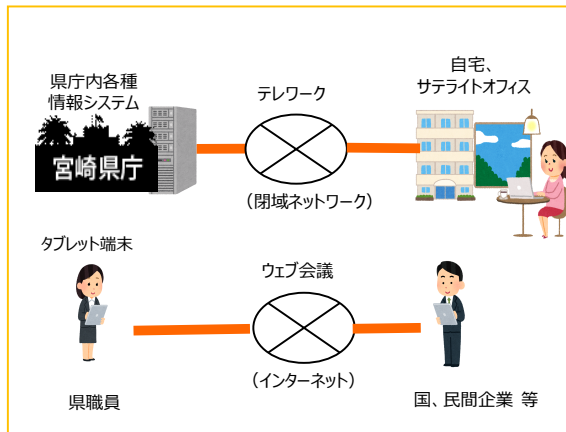 県庁内各種
情報システム
宮崎県庁
テレワーク
(閉域ネットワーク)
自宅、
サテライトオフィス
タブレット端末
県職員
ウェブ会議
(インターネット)
国、民間企業 等